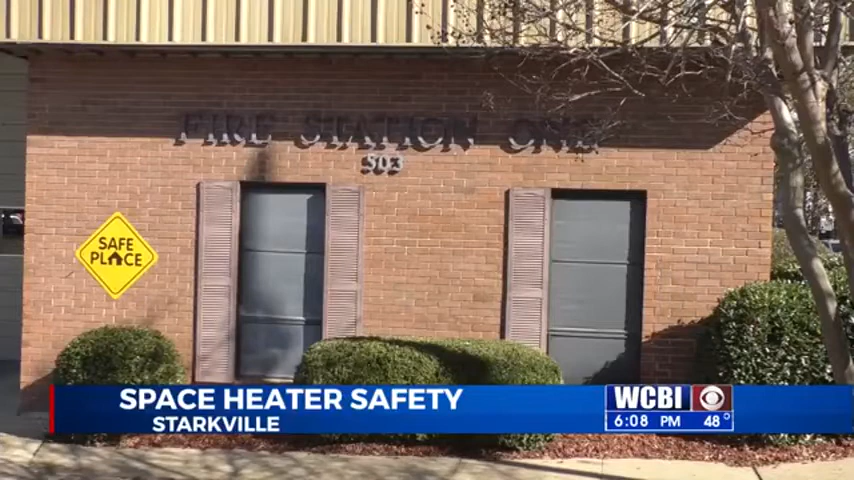 FIRE STATION ONE
503
SAFE
PLACE
SPACE HEATER SAFETY
STARKVILLE
WCBI
6:08 PM 48°